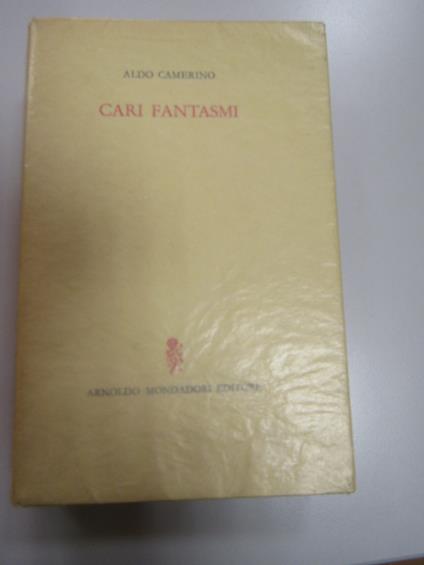 ALDO CAMERINO
CARI FANTASMI
ARNOLDO MONDADORI EDITORE